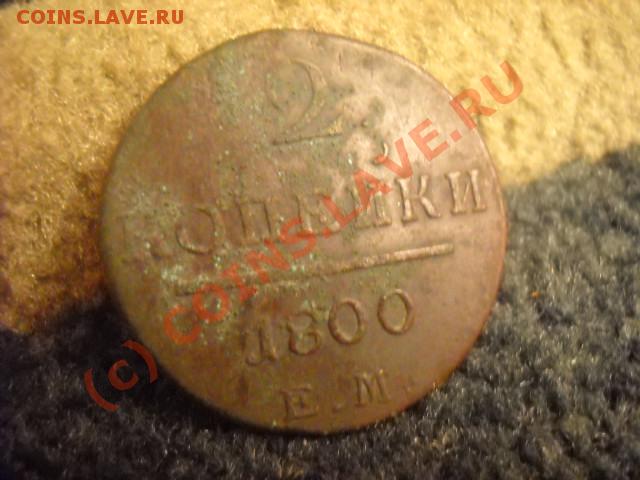 COINS.LAVE.RU
2
КОПѢЙКИ
1800
Е.М.
(c) COINS.LAVE.RU